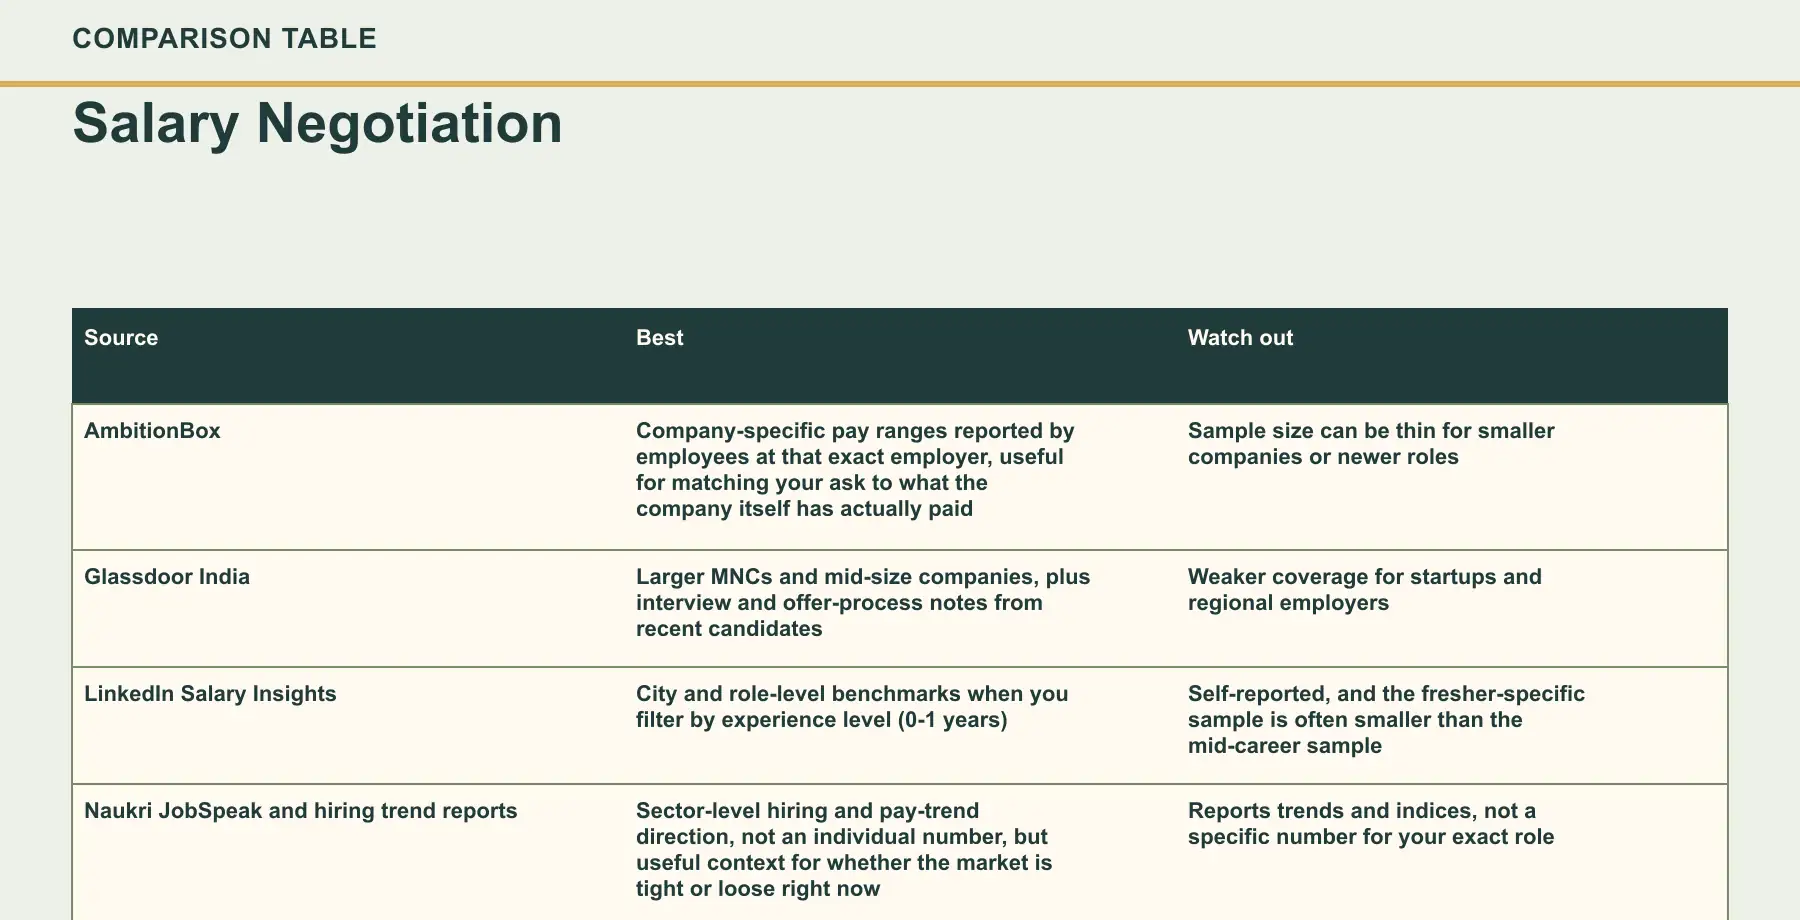 COMPARISON TABLE
Salary Negotiation
Source
Best
Watch out
AmbitionBox
Company-specific pay ranges reported by
employees at that exact employer, useful
for matching your ask to what the
company itself has actually paid
Sample size can be thin for smaller
companies or newer roles
Glassdoor India
Larger MNCs and mid-size companies, plus
interview and offer-process notes from
recent candidates
Weaker coverage for startups and
regional employers
LinkedIn Salary Insights
City and role-level benchmarks when you
filter by experience level (0-1 years)
Self-reported, and the fresher-specific
sample is often smaller than the
mid-career sample
Naukri JobSpeak and hiring trend reports
Sector-level hiring and pay-trend
direction, not an individual number, but
useful context for whether the market is
tight or loose right now
Reports trends and indices, not a
specific number for your exact role